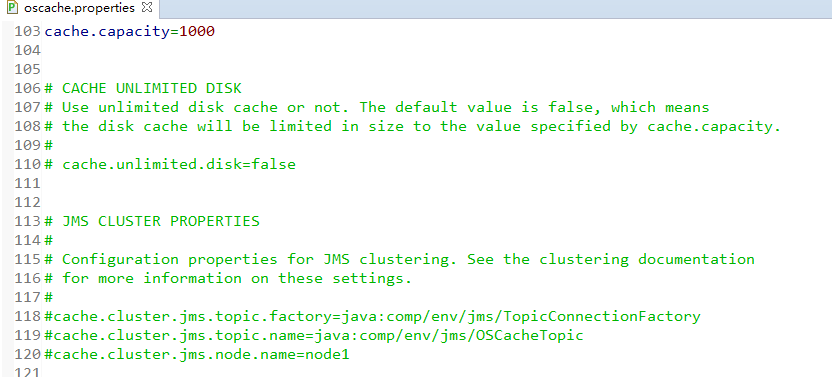 oscache.properties
103 cache.capacity=1000
104
105
106 # CACHE UNLIMITED DISK
107 # Use unlimited disk cache or not. The default value is false, which means
108 # the disk cache will be limited in size to the value specified by cache.capacity.
109 #
110 # cache.unlimited.disk=false
111
112
113 # JMS CLUSTER PROPERTIES
114 #
115 # Configuration properties for JMS clustering. See the clustering documentation
116 # for more information on these settings.
117 #
118 #cache.cluster.jms.topic.factory=java:comp/env/jms/TopicConnectionFactory
119 #cache.cluster.jms.topic.name=java:comp/env/jms/OSCacheTopic
120 #cache.cluster.jms.node.name=node1
121